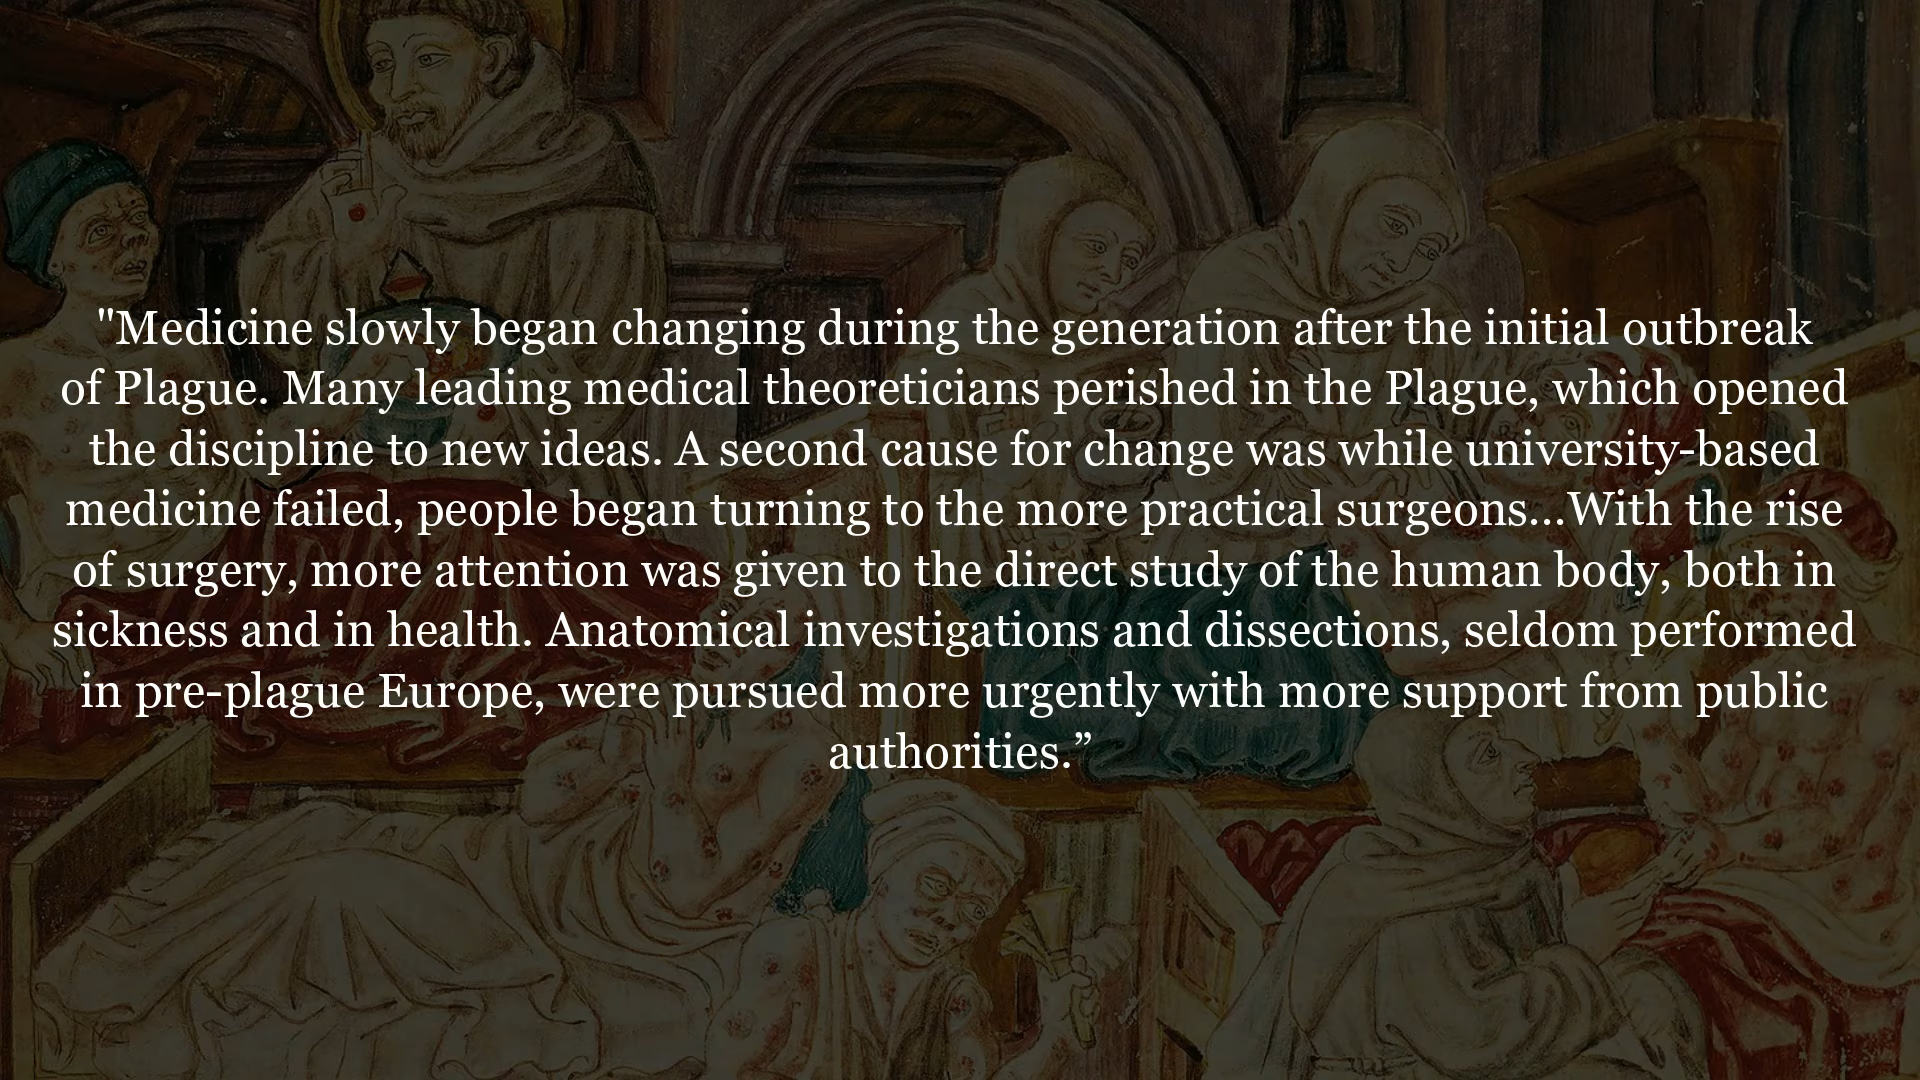 "Medicine slowly began changing during the generation after the initial outbreak
of Plague. Many leading medical theoreticians perished in the Plague, which opened
the discipline to new ideas. A second cause for change was while university-based
medicine failed, people began turning to the more practical surgeons...With the rise
of surgery, more attention was given to the direct study of the human body, both in
sickness and in health. Anatomical investigations and dissections, seldom performed
in pre-plague Europe, were pursued more urgently with more support from public
authorities.”